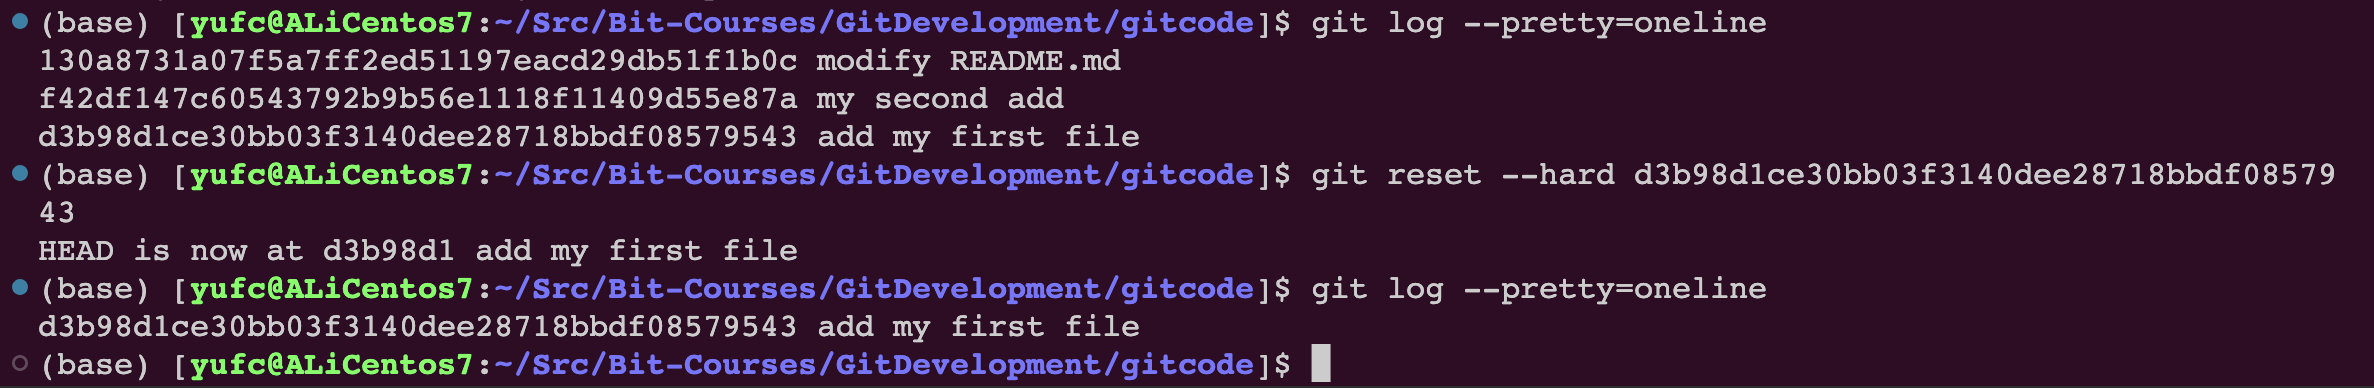 (base) [yufc@ALiCentos7:~/Src/Bit-Courses/GitDevelopment/gitcode]$ git log --pretty=oneline
130a8731a07f5a7ff2ed51197eacd29db51f1b0c modify README.md
f42df147c60543792b9b56e1118f11409d55e87a my second add
d3b98d1ce30bb03f3140dee28718bbdf08579543 add my first file
(base) [yufc@ALiCentos7:~/Src/Bit-Courses/GitDevelopment/gitcode]$ git reset --hard d3b98d1ce30bb03f3140dee28718bbdf08579
43
HEAD is now at d3b98d1 add my first file
(base) [yufc@ALiCentos7:~/Src/Bit-Courses/GitDevelopment/gitcode]$ git log --pretty=oneline
d3b98d1ce30bb03f3140dee28718bbdf08579543 add my first file
(base) [yufc@ALiCentos7:~/Src/Bit-Courses/GitDevelopment/gitcode]$